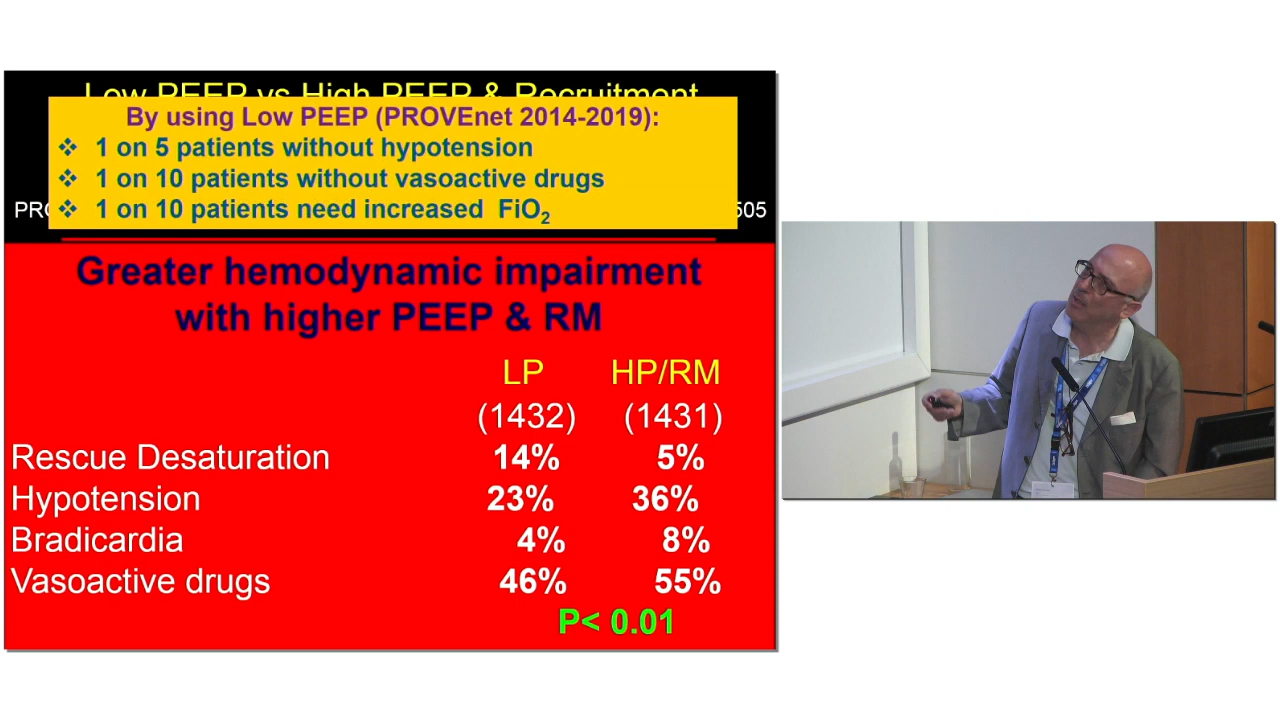 Low PEEP vs High PEEP & Recruitment
By using Low PEEP (PROVEnet 2014-2019):
❖ 1 on 5 patients without hypotension
❖ 1 on 10 patients without vasoactive drugs
❖ 1 on 10 patients need increased FiO₂
505
Greater hemodynamic impairment
with higher PEEP & RM
LP HP/RM
(1432) (1431)
Rescue Desaturation 14% 5%
Hypotension 23% 36%
Bradicardia 4% 8%
Vasoactive drugs 46% 55%
P< 0.01